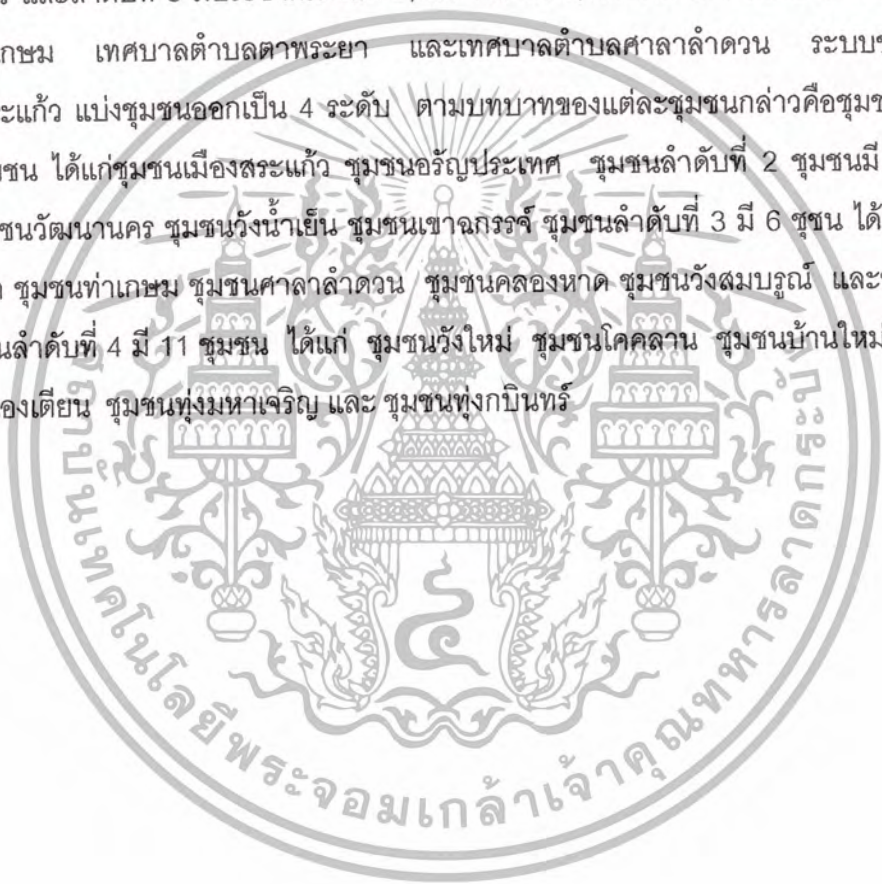 เกษม เทศบาลตำบลตาพระยา และเทศบาลตำบลศาลาลำดวน ระบบ
ะแก้ว แบ่งชุมชนออกเป็น 4 ระดับ ตามบทบาทของแต่ละชุมชนกล่าวคือชุมช
มชน ได้แก่ชุมชนเมืองสระแก้ว ชุมชนอรัญประเทศ ชุมชนลำดับที่ 2 ชุมชนมี
ชนวัฒนานคร ชุมชนวังน้ำเย็น ชุมชนเขาฉกรรจ์ ชุมชนลำดับที่ 3 มี 6 ชุชน ได้
ชุมชนท่าเกษม ชุมชนศาลาลำดวน ชุมชนคลองหาด ชุมชนวังสมบรูณ์ และ
นลำดับที่ 4 มี 11 ชุมชน ได้แก่ ชุมชนวังใหม่ ชุมชนโคคลาน ชุมชนบ้านใหม่
องเตียน ชุมชนทุ่งมหาเจริญ และ ชุมชนทุ่งกบินทร์
สถาบันเทคโนโลยีพระจอมเกล้าเจ้าคุณทหารลาดกระบัง